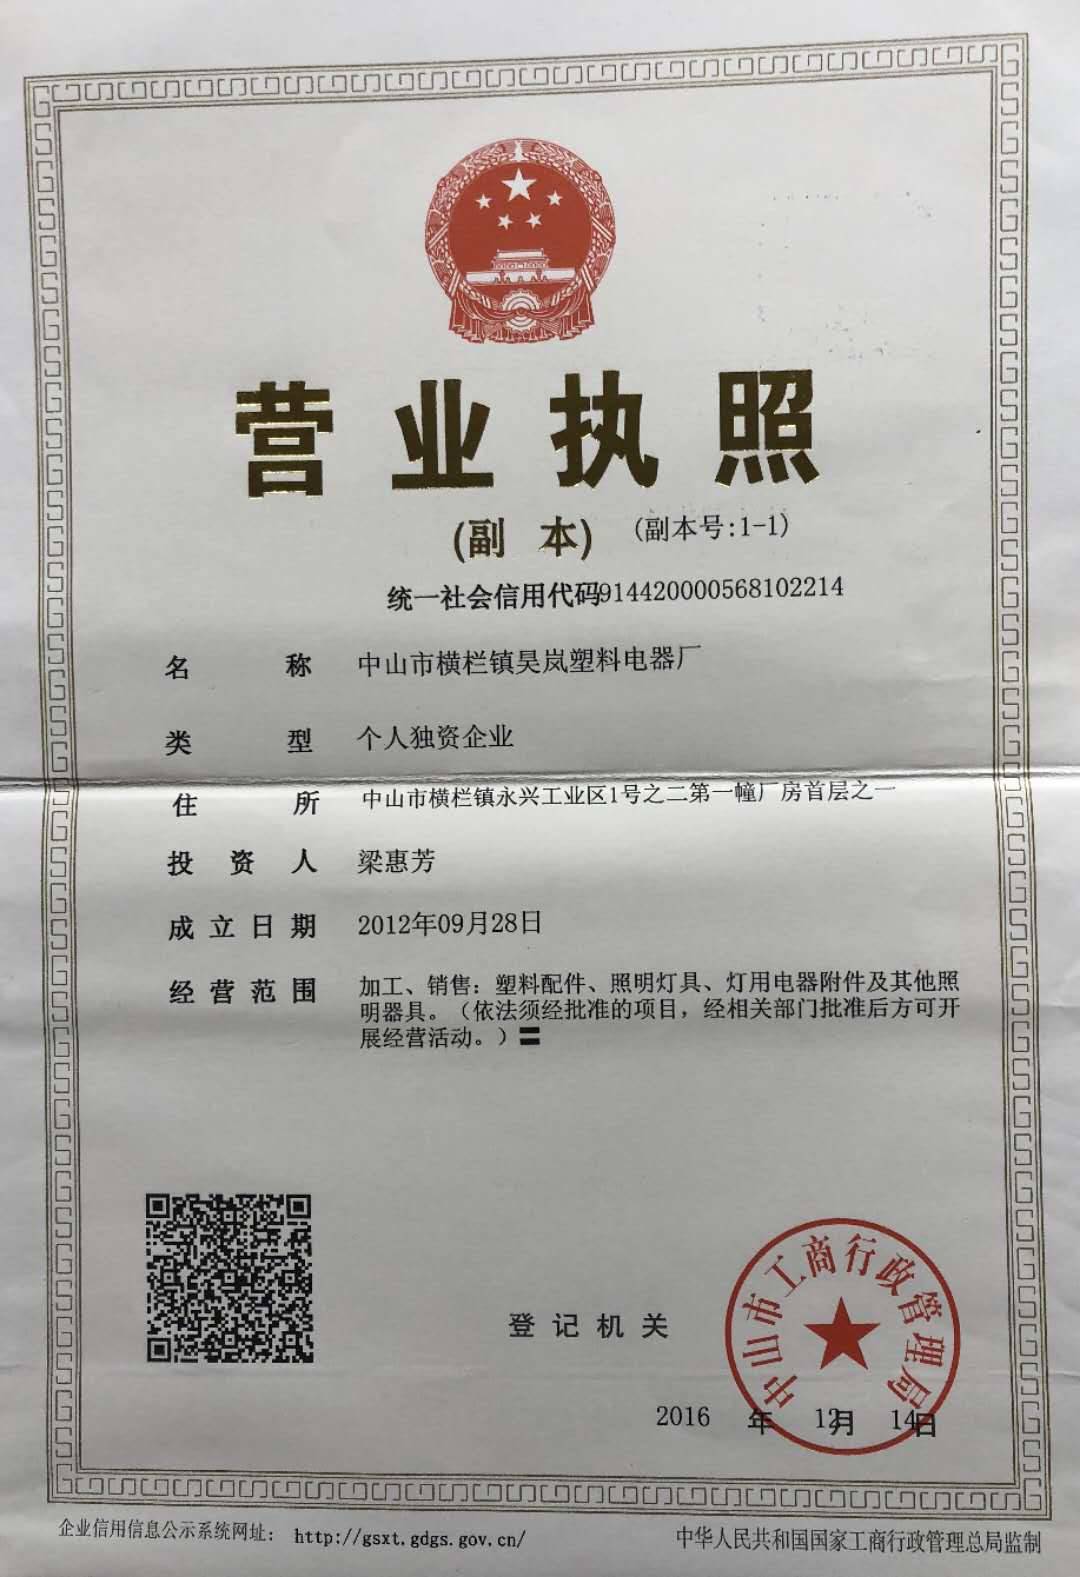 营业执照
(副本) (副本号:1-1)
统一社会信用代码914420000568102214
名称 中山市横栏镇昊岚塑料电器厂
类型 个人独资企业
住所 中山市横栏镇永兴工业区1号之二第一幢厂房首层之一
投资人 梁惠芳
成立日期 2012年09月28日
经营范围 加工、销售：塑料配件、照明灯具、灯用电器附件及其他照
明器具。（依法须经批准的项目，经相关部门批准后方可开
展经营活动。）〓
中山市工商行政管理局
登记机关
2016 年 12月 14日
企业信用信息公示系统网址： http://gsxt.gdgs.gov.cn/
中华人民共和国国家工商行政管理总局监制